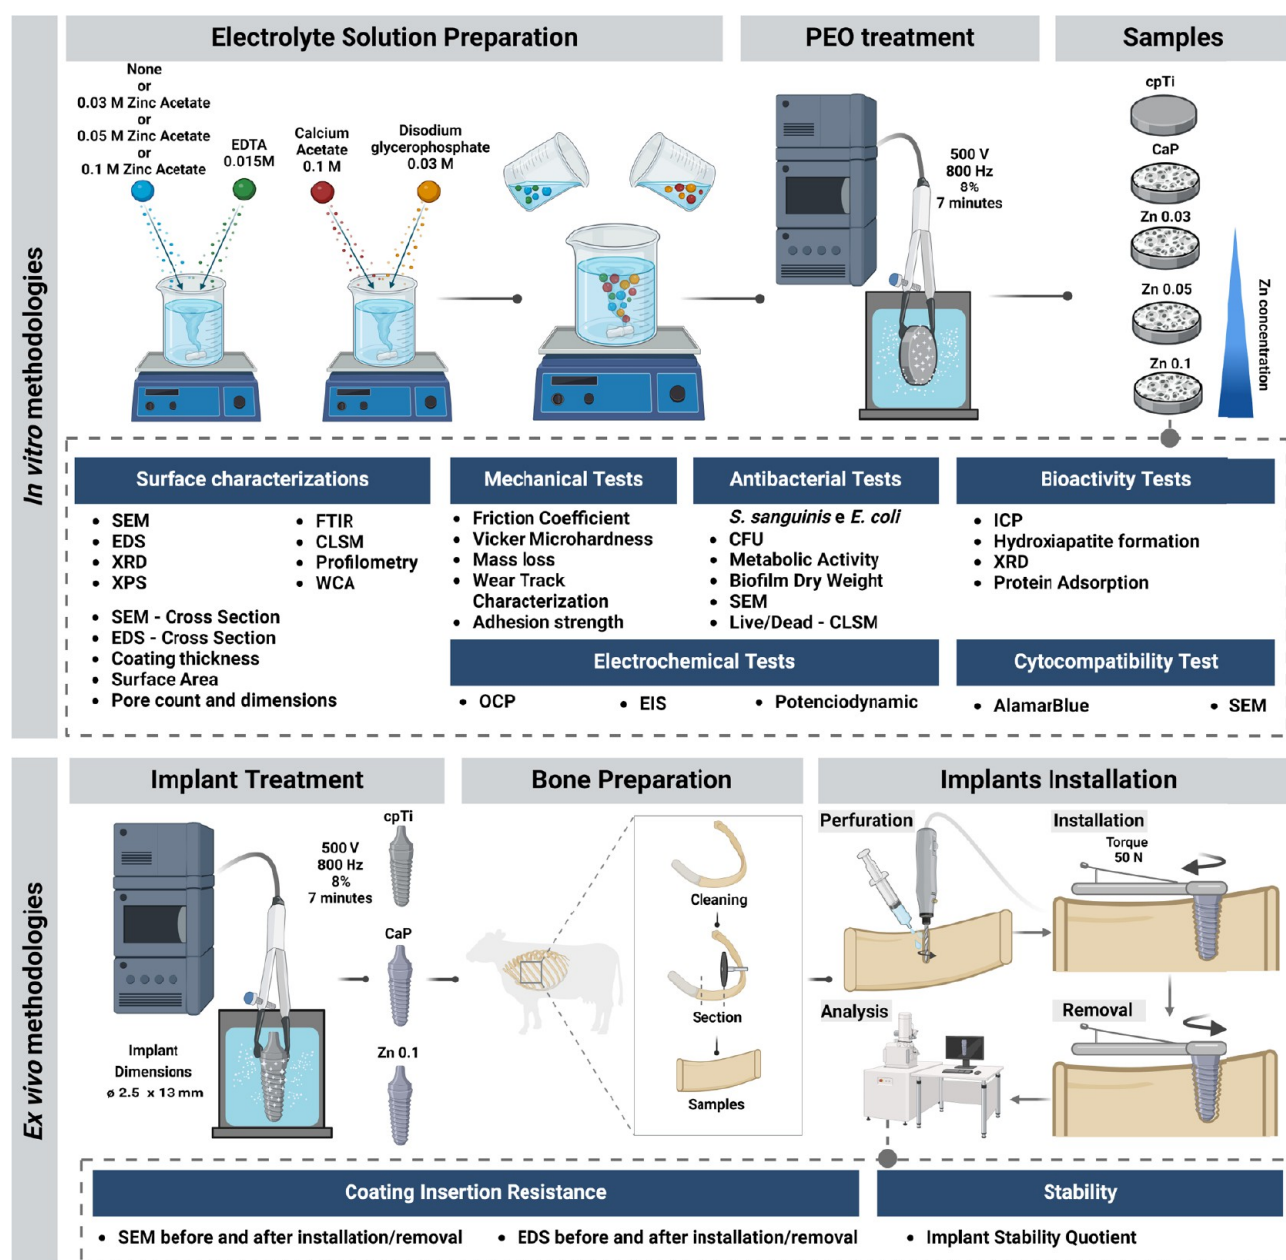 Electrolyte Solution Preparation
PEO treatment
Samples
In vitro methodologies
None
or
0.03 M Zinc Acetate
or
0.05 M Zinc Acetate
or
0.1 M Zinc Acetate
EDTA
0.015M
Calcium
Acetate
0.1 M
Disodium
glycerophosphate
0.03 M
500 V
800 Hz
8%
7 minutes
cpTi
CaP
Zn 0.03
Zn 0.05
Zn 0.1
Zn concentration
Surface characterizations
• SEM
• EDS
• XRD
• XPS
• FTIR
• CLSM
• Profilometry
• WCA
• SEM - Cross Section
• EDS - Cross Section
• Coating thickness
• Surface Area
• Pore count and dimensions
Mechanical Tests
• Friction Coefficient
• Vicker Microhardness
• Mass loss
• Wear Track
Characterization
• Adhesion strength
Antibacterial Tests
S. sanguinis e E. coli
• CFU
• Metabolic Activity
• Biofilm Dry Weight
• SEM
• Live/Dead - CLSM
Bioactivity Tests
• ICP
• Hydroxiapatite formation
• XRD
• Protein Adsorption
Electrochemical Tests
• OCP
• EIS
• Potenciodynamic
Cytocompatibility Test
• AlamarBlue
• SEM
Ex vivo methodologies
Implant Treatment
Bone Preparation
Implants Installation
500 V
800 Hz
8%
7 minutes
Implant
Dimensions
ø 2.5 x 13 mm
cpTi
CaP
Zn 0.1
Cleaning
Section
Samples
Perfuration
Installation
Torque
50 N
Analysis
Removal
Coating Insertion Resistance
• SEM before and after installation/removal
• EDS before and after installation/removal
Stability
• Implant Stability Quotient